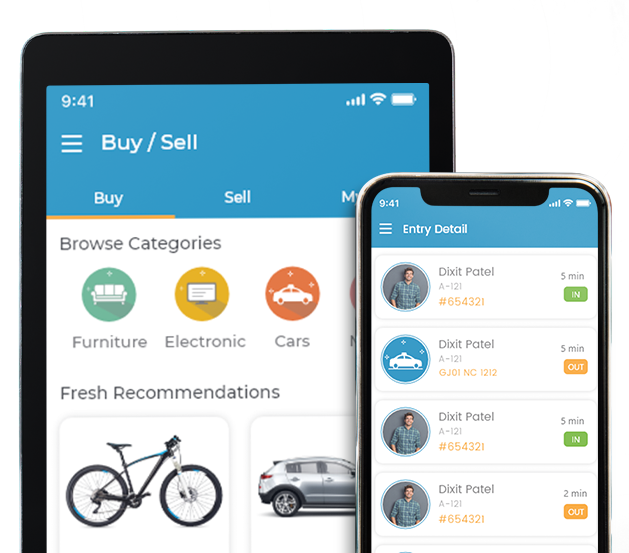 9:41
Buy / Sell
Buy Sell
Browse Categories
Furniture Electronic Cars
Fresh Recommendations
9:41
Entry Detail
Dixit Patel
A-121
#654321
5 min
IN
Dixit Patel
A-121
GJ01 NC 1212
5 min
OUT
Dixit Patel
A-121
#654321
5 min
IN
Dixit Patel
A-121
#654321
2 min
OUT